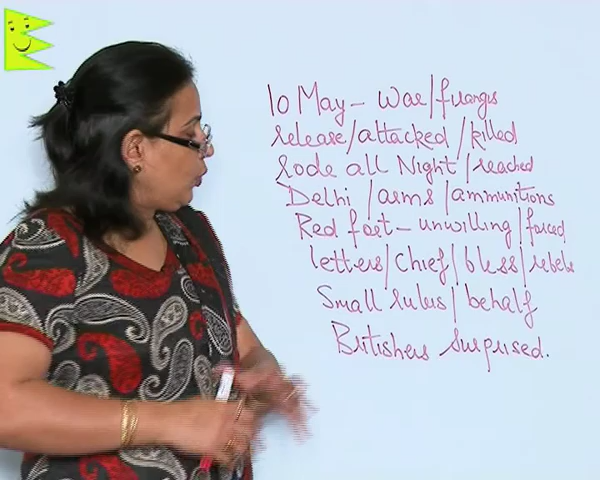 10 May - War/firangis
release/attacked/killed
Rode all Night/reached
Delhi/arms/ammunitions
Red fort - unwilling/forced
letters/chief/bless/rebels
Small rulers/behalf
Britishers Surprised.